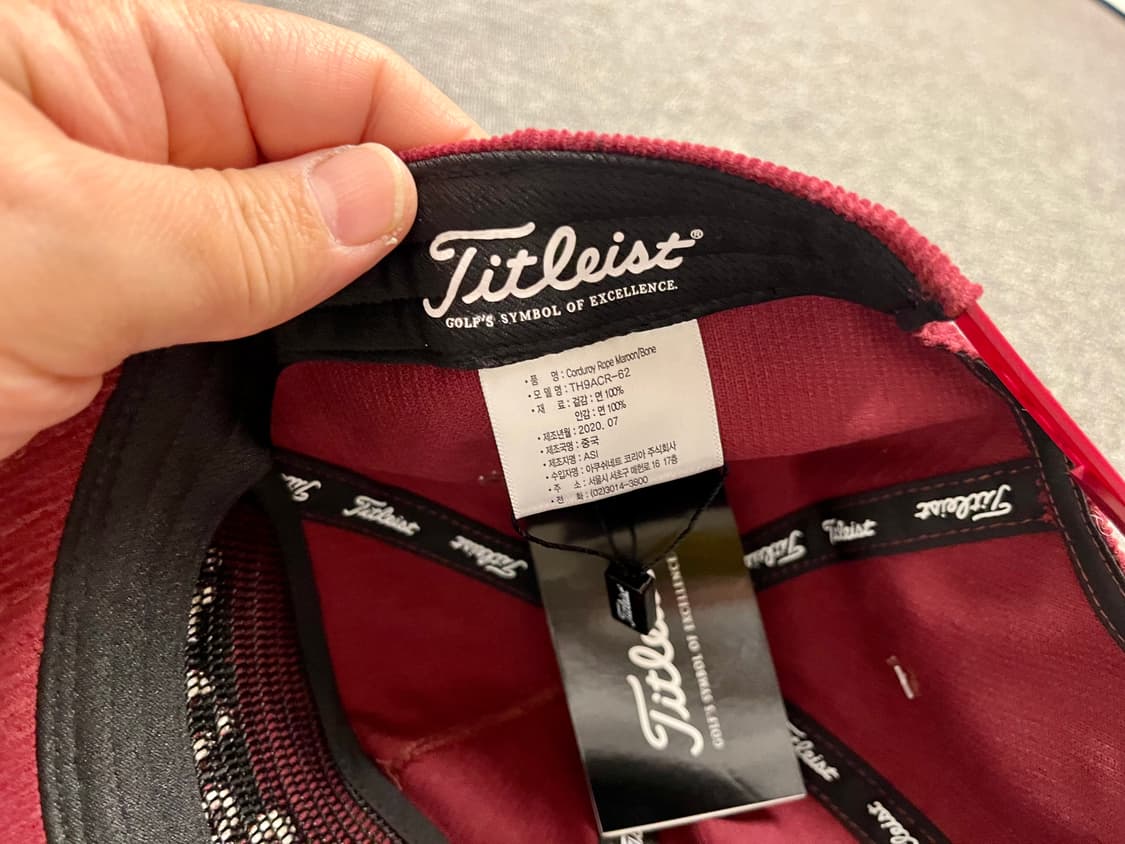 Titleist®
GOLF'S SYMBOL OF EXCELLENCE.
• 품 명 : Corduroy Rope Maroon/Bone
• 모 델 명 : TH9ACR-62
• 재 료 : 겉감 : 면 100%
안감 : 면 100%
• 제조년월 : 2020. 07
• 제조국명 : 중국
• 제조자명 : ASI
• 수입자명 : 아쿠쉬네트 코리아 주식회사
• 주 소 : 서울시 서초구 매헌로 16 17층
• 전 화 : (02)3014-3800
Titleist
Titleist
Titleist
Titleist
Titleist
Titleist
GOLF'S SYMBOL OF EXCELLENCE